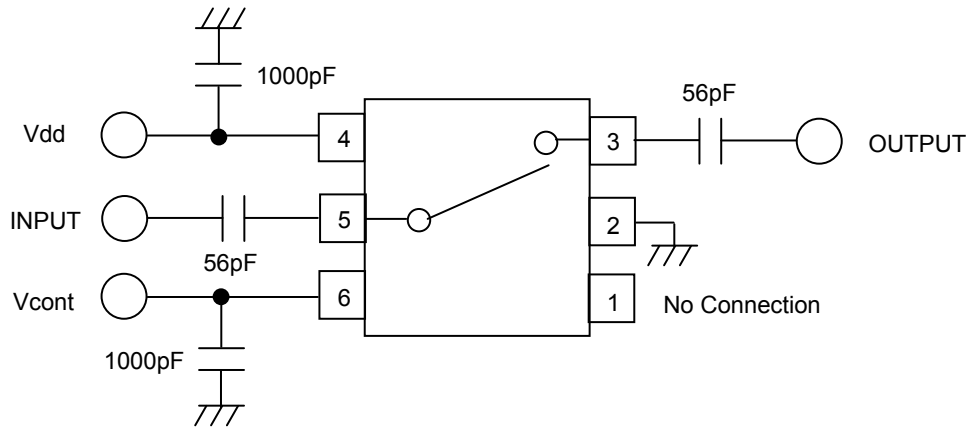 1000pF
56pF
Vdd
4
3
OUTPUT
INPUT
5
2
56pF
Vcont
6
1
No Connection
1000pF